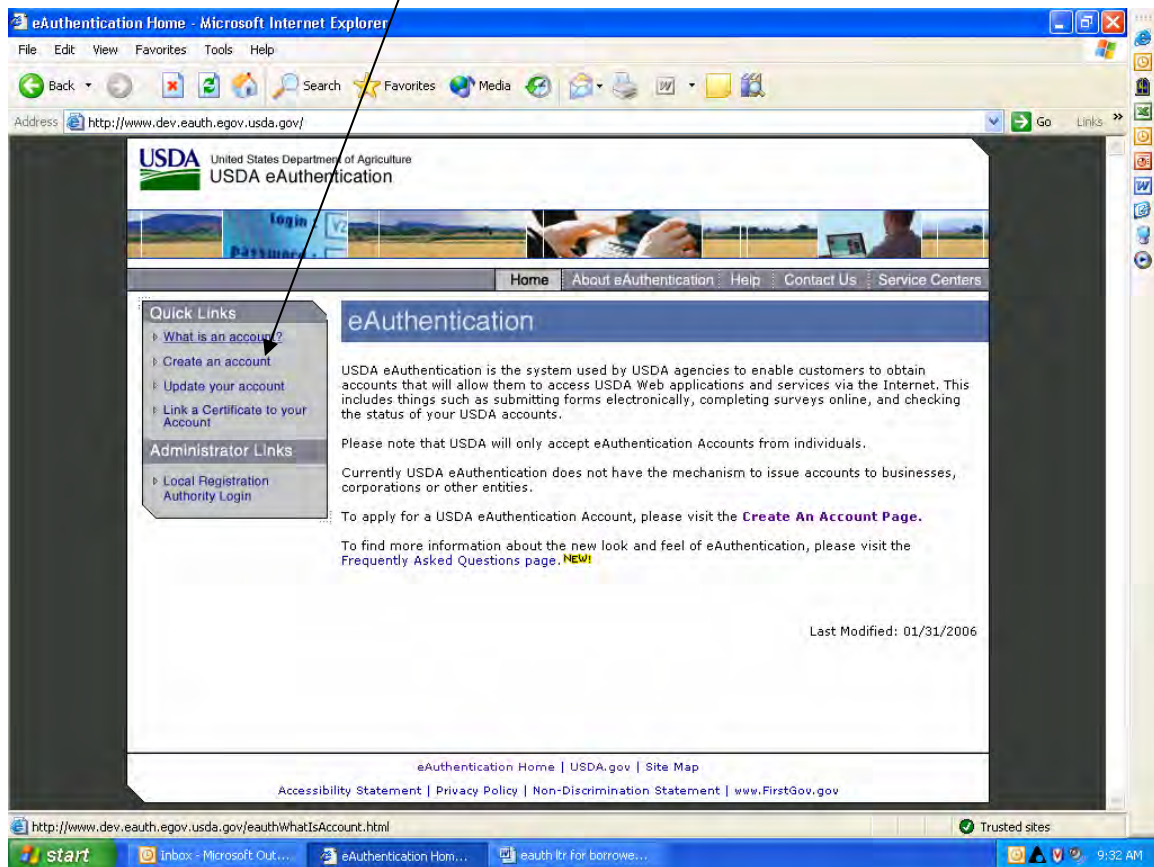 eAuthentication Home - Microsoft Internet Explorer
File Edit View Favorites Tools Help
Back Search Favorites Media
Address http://www.dev.eauth.egov.usda.gov/ Go Links »
USDA United States Department of Agriculture
USDA eAuthentication
Login :
Password :
Home About eAuthentication Help Contact Us Service Centers
Quick Links
What is an account?
Create an account
Update your account
Link a Certificate to your
Account
Administrator Links
Local Registration
Authority Login
eAuthentication
USDA eAuthentication is the system used by USDA agencies to enable customers to obtain
accounts that will allow them to access USDA Web applications and services via the Internet. This
includes things such as submitting forms electronically, completing surveys online, and checking
the status of your USDA accounts.
Please note that USDA will only accept eAuthentication Accounts from individuals.
Currently USDA eAuthentication does not have the mechanism to issue accounts to businesses,
corporations or other entities.
To apply for a USDA eAuthentication Account, please visit the Create An Account Page.
To find more information about the new look and feel of eAuthentication, please visit the
Frequently Asked Questions page. NEW!
Last Modified: 01/31/2006
eAuthentication Home | USDA.gov | Site Map
Accessibility Statement | Privacy Policy | Non-Discrimination Statement | www.FirstGov.gov
http://www.dev.eauth.egov.usda.gov/eauthWhatIsAccount.html Trusted sites
start Inbox - Microsoft Out... eAuthentication Hom... eauth ltr for borrowe... 9:32 AM